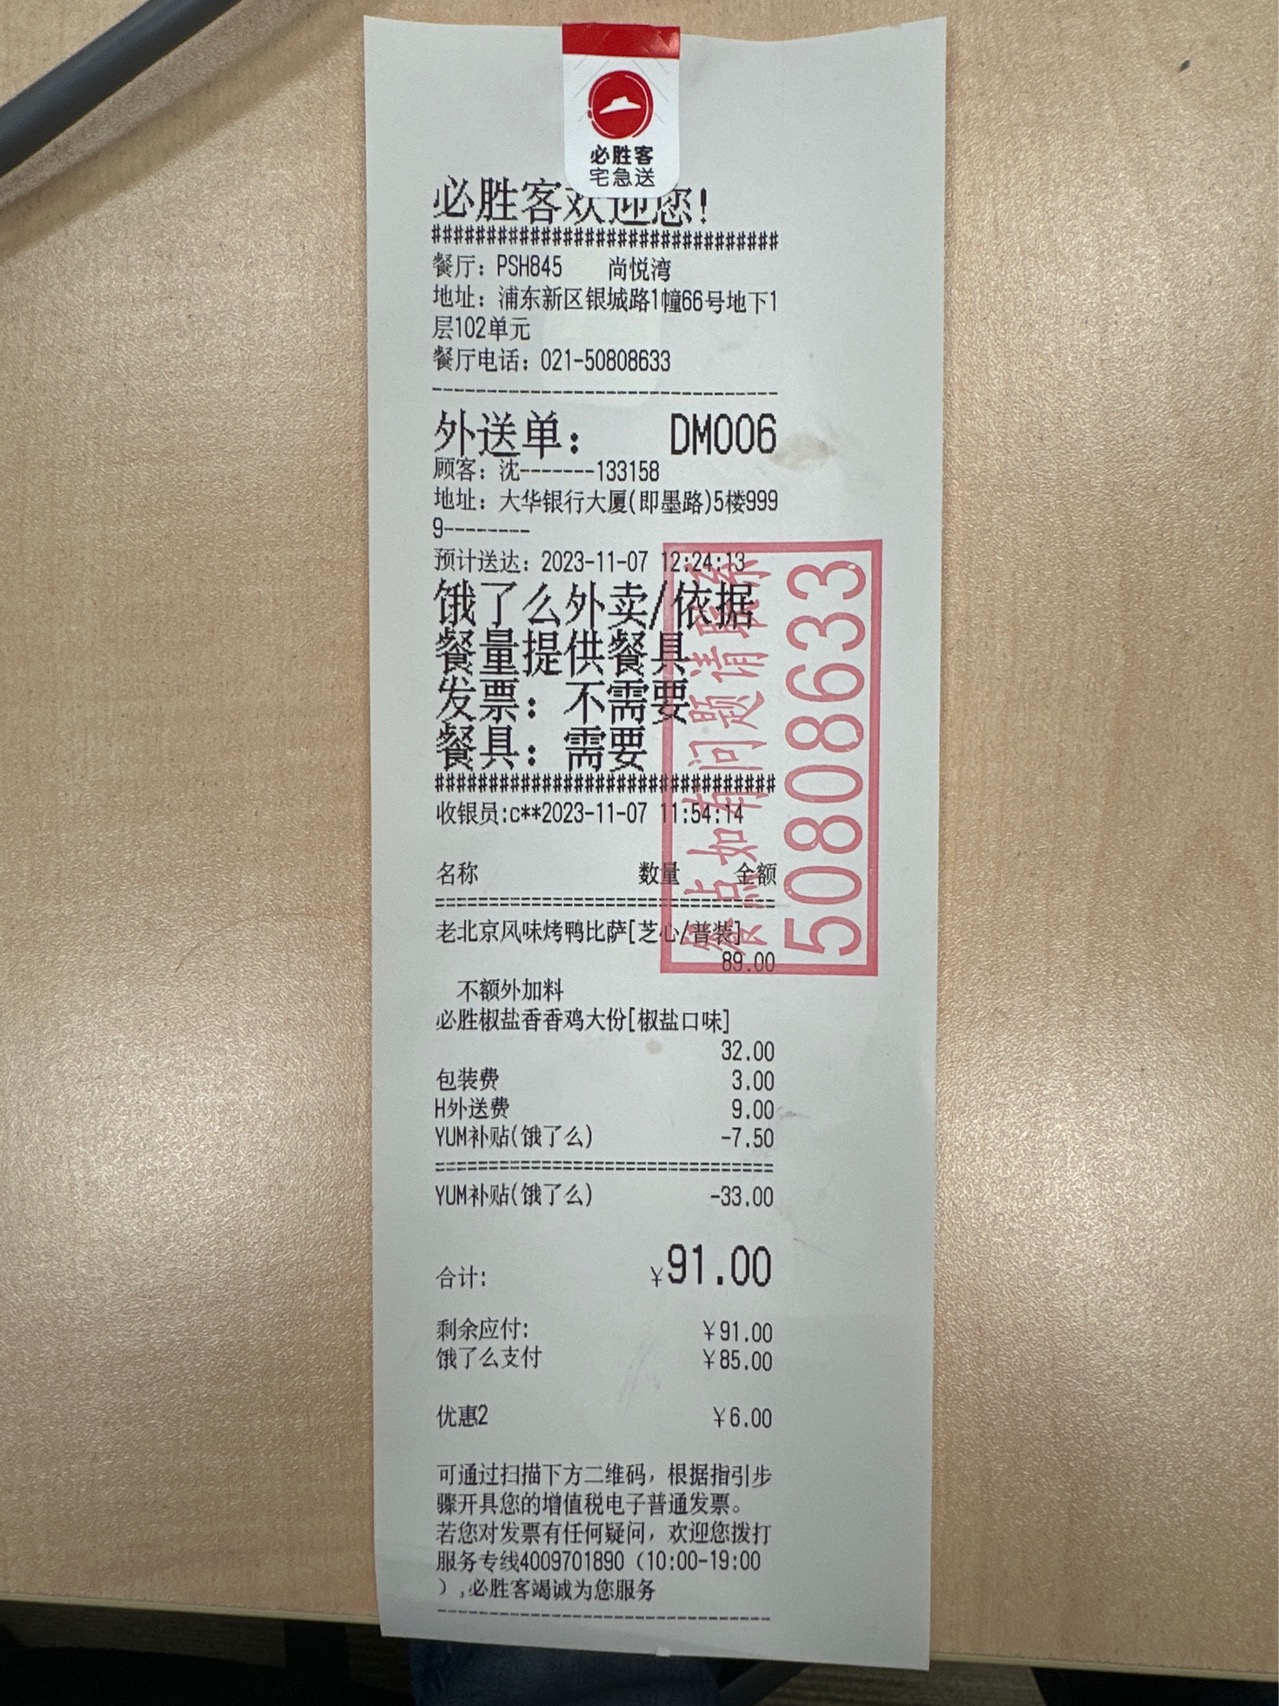 必胜客
宅急送
必胜客欢迎您!
################################
餐厅: PSH845 尚悦湾
地址: 浦东新区银城路1幢66号地下1
层102单元
餐厅电话: 021-50808633
--------------------------------
外送单: DM006
顾客: 沈-------133158
地址: 大华银行大厦(即墨路)5楼999
9--------
预计送达: 2023-11-07 12:24:13
饿了么外卖/依据
餐量提供餐具
发票: 不需要
餐具: 需要
################################
收银员:c**2023-11-07 11:54:14
名称 数量 金额
================================
老北京风味烤鸭比萨[芝心/普装]
89.00
不额外加料
必胜椒盐香香鸡大份[椒盐口味]
32.00
包装费 3.00
H外送费 9.00
YUM补贴(饿了么) -7.50
================================
YUM补贴(饿了么) -33.00
合计: ¥91.00
剩余应付: ¥91.00
饿了么支付 ¥85.00
优惠2 ¥6.00
可通过扫描下方二维码，根据指引步
骤开具您的增值税电子普通发票。
若您对发票有任何疑问，欢迎您拨打
服务专线4009701890（10:00-19:00
）,必胜客竭诚为您服务
--------------------------------
餐点如有问题请联系
50808633